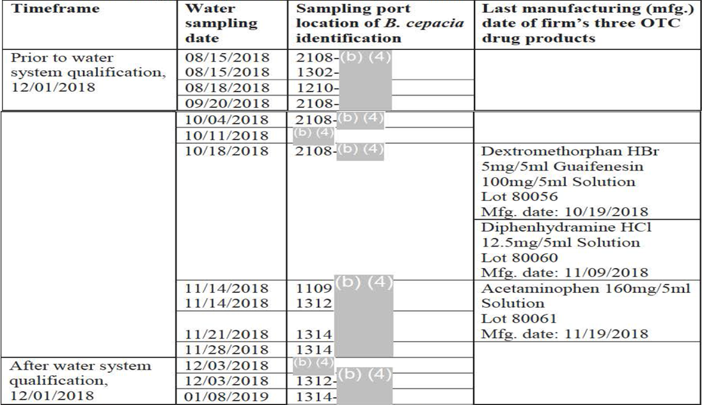 Timeframe
Water sampling date
Sampling port location of B. cepacia identification
Last manufacturing (mfg.) date of firm's three OTC drug products
Prior to water system qualification, 12/01/2018
08/15/2018 2108- (b) (4)
08/15/2018 1302-
08/18/2018 1210-
09/20/2018 2108-
10/04/2018 2108-(b) (4)
10/11/2018 (b) (4)
10/18/2018 2108-(b) (4)
Dextromethorphan HBr
5mg/5ml Guaifenesin
100mg/5ml Solution
Lot 80056
Mfg. date: 10/19/2018
Diphenhydramine HCl
12.5mg/5ml Solution
Lot 80060
Mfg. date: 11/09/2018
11/14/2018 1109 (b) (4)
11/14/2018 1312
11/21/2018 1314
11/28/2018 1314
Acetaminophen 160mg/5ml
Solution
Lot 80061
Mfg. date: 11/19/2018
After water system qualification, 12/01/2018
12/03/2018 (b) (4)
12/03/2018 1312-(b) (4)
01/08/2019 1314-